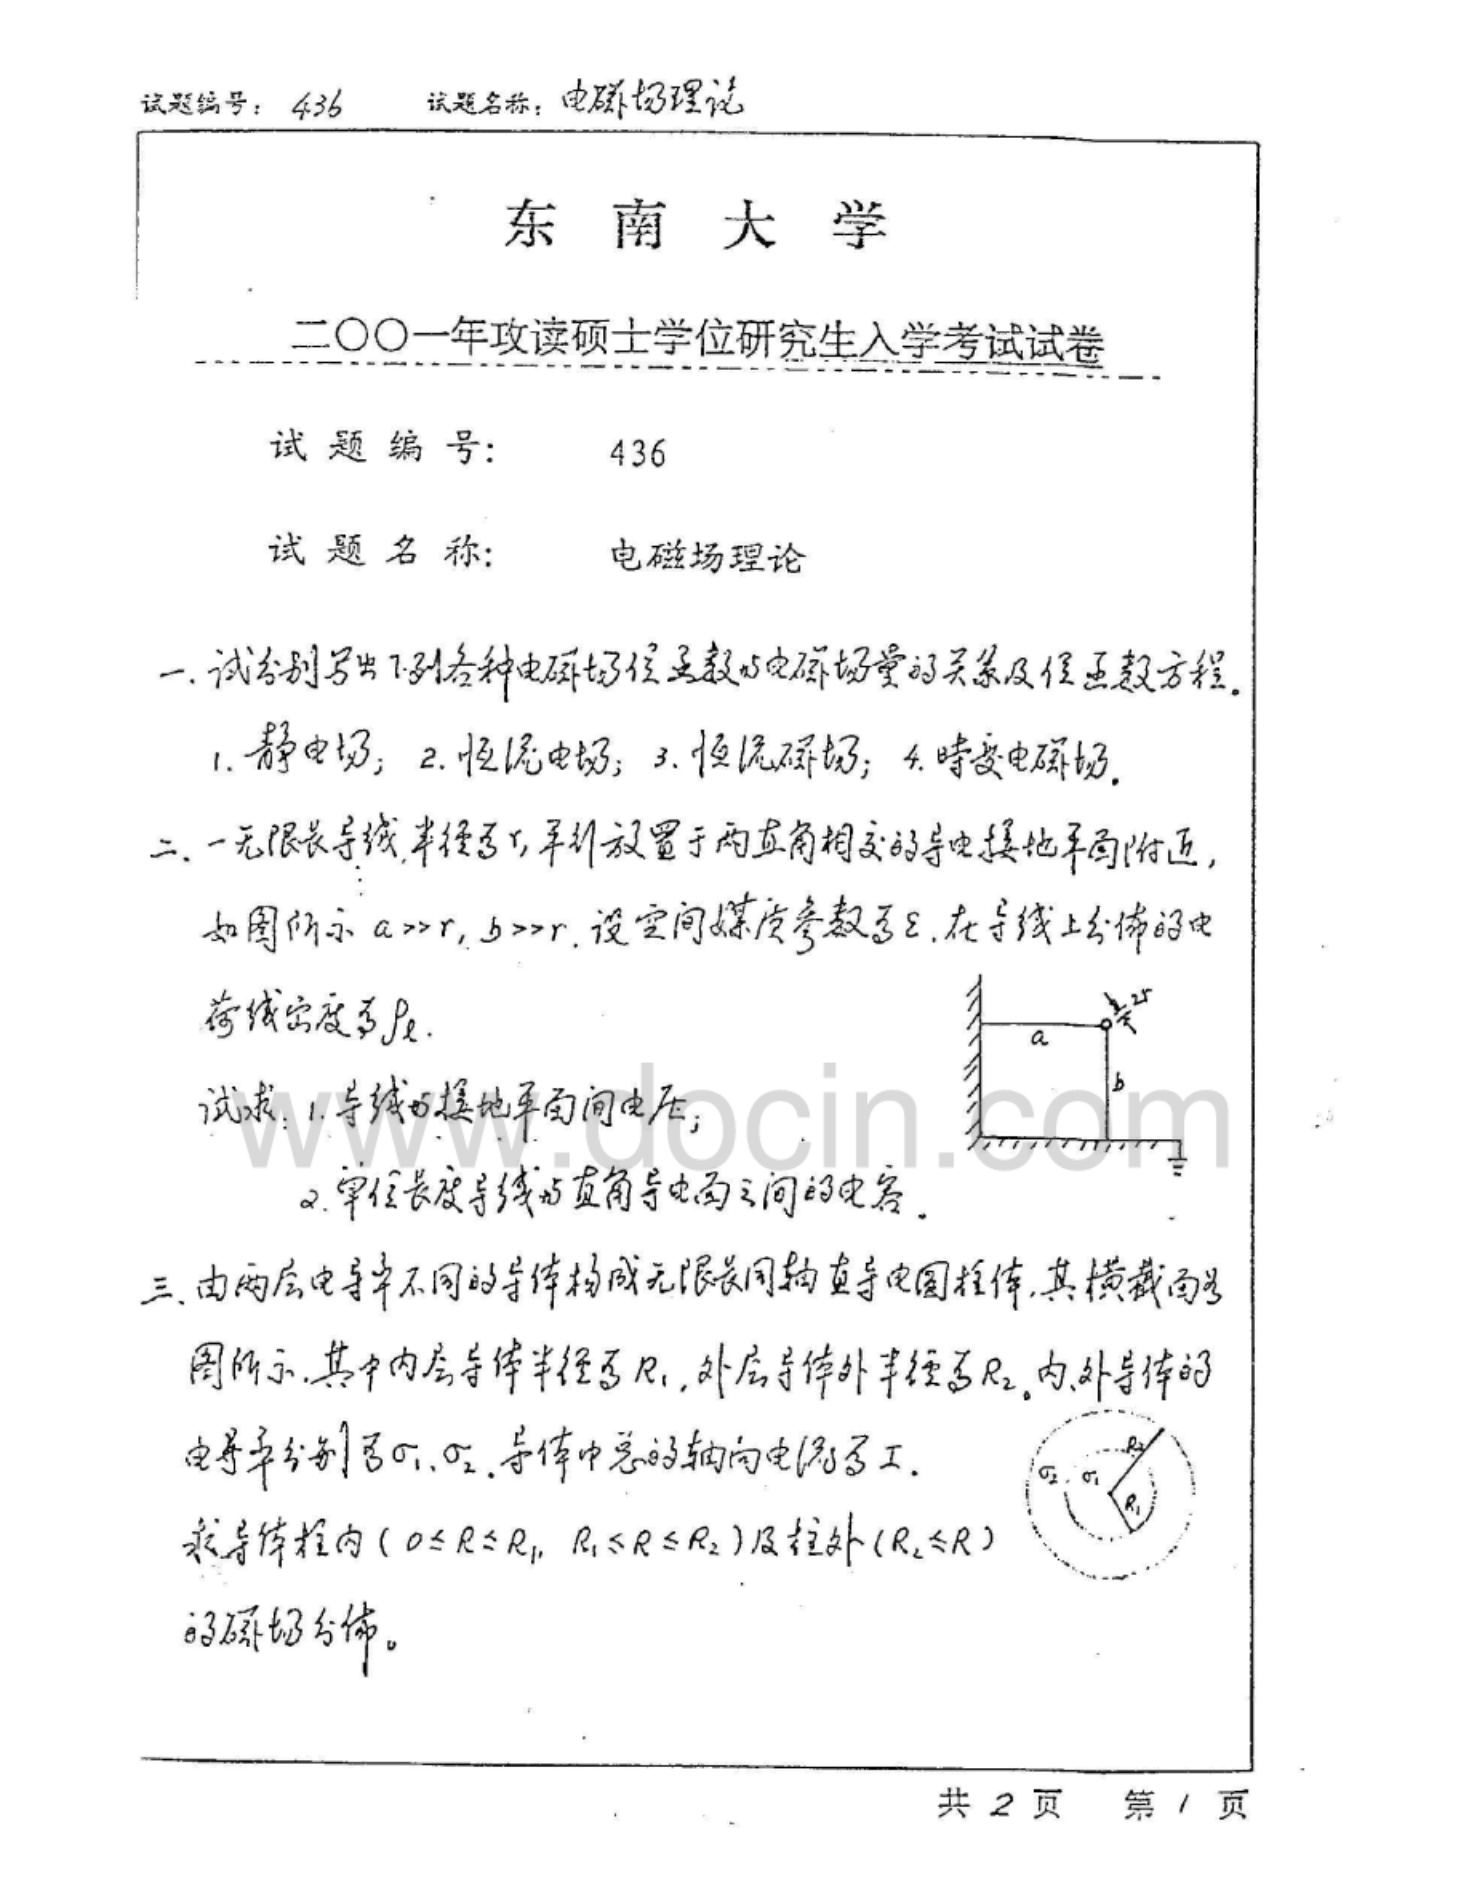 试题编号： 436 试题名称：电磁场理论
东南大学
二〇〇一年攻读硕士学位研究生入学考试试卷
试题编号： 436
试题名称： 电磁场理论
一.试分别写出下列各种电磁场位函数与电磁场量的关系及位函数方程.
1.静电场；2.恒流电场；3.恒流磁场；4.時变电磁场.
二、一无限长导线,半径为r,平行放置于两直角相交的导电接地平面附近,
如图所示 a>>r, b>>r. 设空间媒质参数为ε.在导线上分佈的电
荷线密度为ρℓ.
2r
a
b
试求：1.导线与接地平面间电压；
2.单位长度导线与直角导电面之间的电容.
三、由两层电导率不同的导体构成无限长同轴直导电圆柱体,其横截面如
图所示.其中内层导体半径为R₁,外层导体外半径为R₂。内、外导体的
电导率分别为σ₁、σ₂.导体中总的轴向电流为I.
求导体柱内(0≤R≤R₁, R₁≤R≤R₂)及柱外(R₂≤R)
的磁场分佈。
R₂
σ₂ σ₁
R₁
www.docin.com
共 2 页 第 1 页